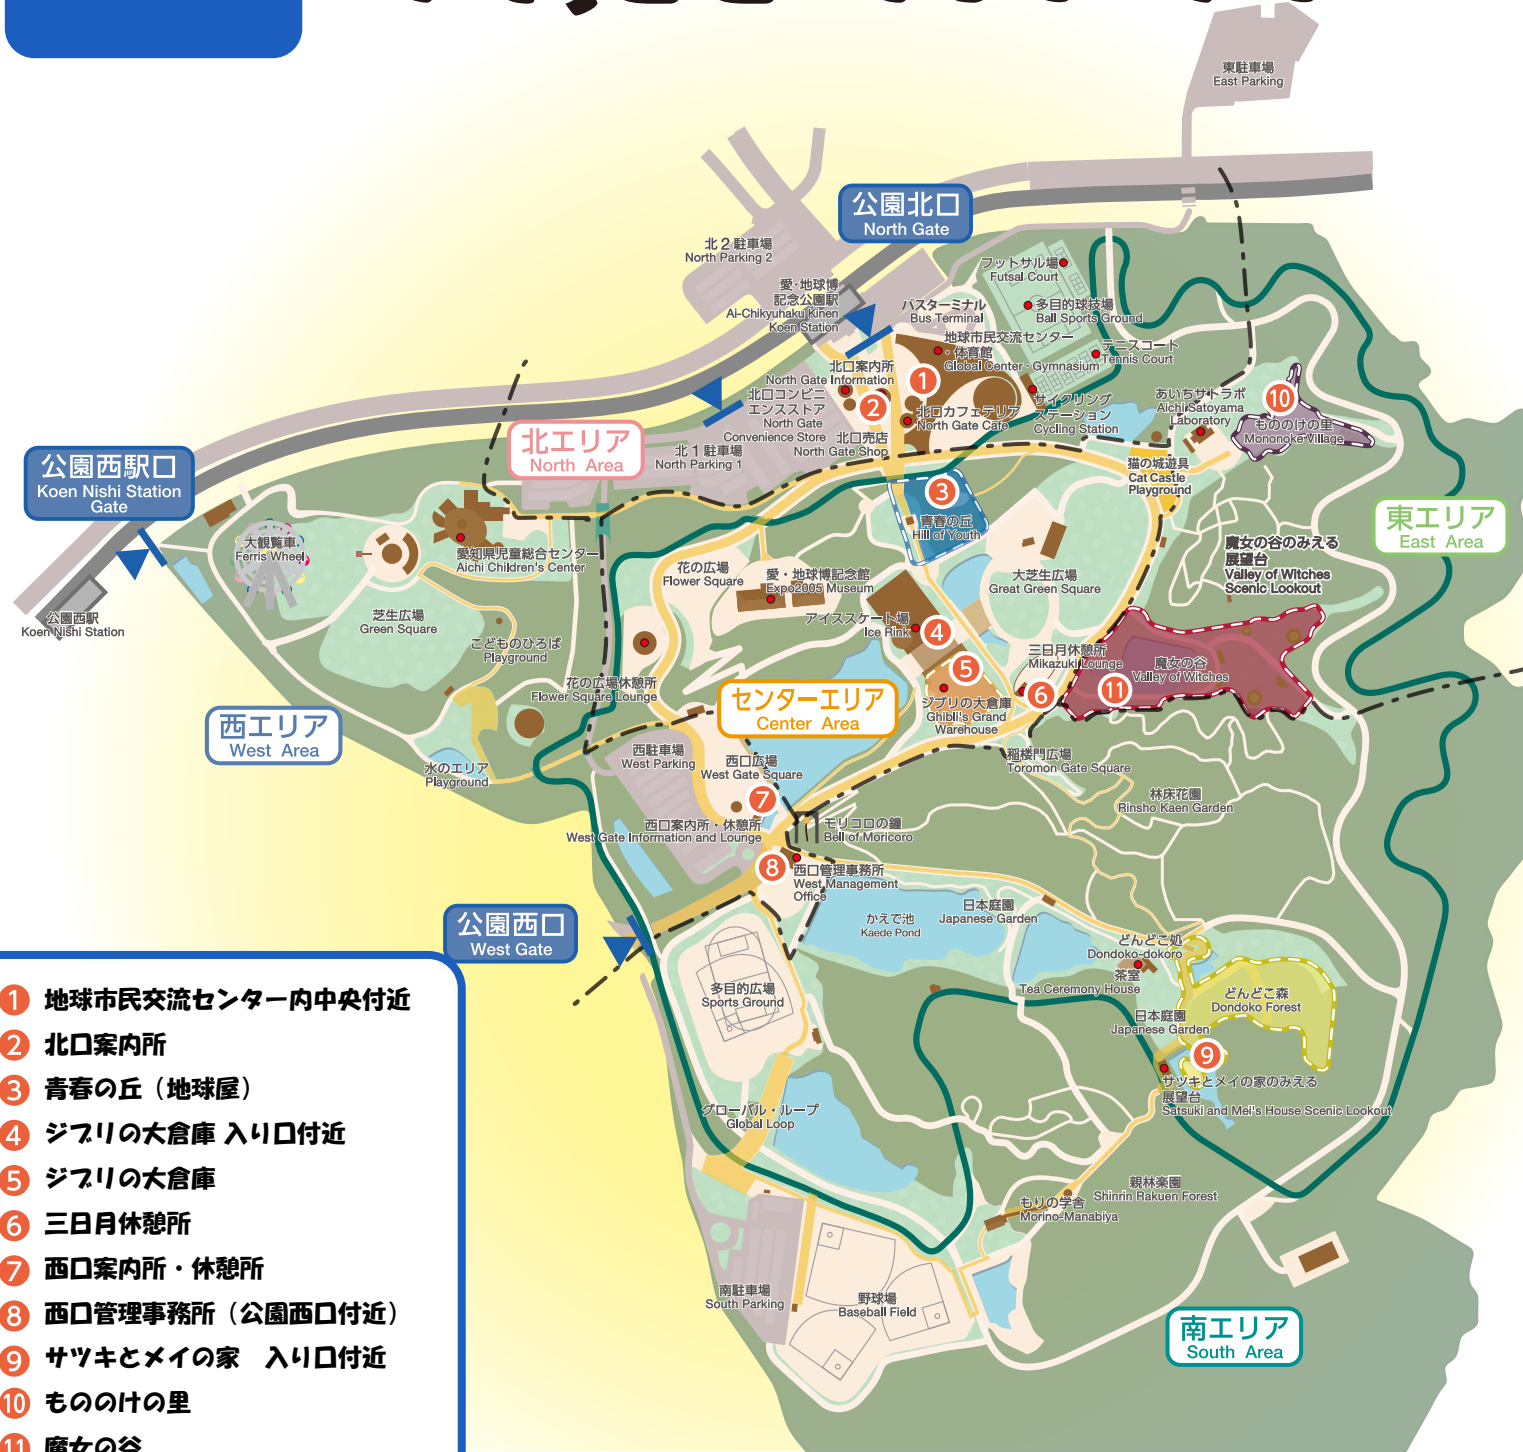 東駐車場
East Parking
公園北口
North Gate
北２駐車場
North Parking 2
愛･地球博
記念公園駅
Ai-Chikyuhaku Kinen
Koen Station
フットサル場
Futsal Court
バスターミナル
Bus Terminal
多目的球技場
Ball Sports Ground
地球市民交流センター
・体育館
Global Center・Gymnasium
テニスコート
Tennis Court
北口案内所
North Gate Information
北口コンビニ
エンスストア
North Gate
Convenience Store
1
2
北口カフェテリア
North Gate Cafe
サイクリング
ステーション
Cycling Station
あいちサトラボ
Aichi Satoyama
Laboratory
10
もののけの里
Mononoke Village
北口売店
North Gate Shop
北１駐車場
North Parking 1
北エリア
North Area
公園西駅口
Koen Nishi Station
Gate
猫の城遊具
Cat Castle
Playground
3
青春の丘
Hill of Youth
東エリア
East Area
大観覧車
Ferris Wheel
愛知県児童総合センター
Aichi Children's Center
魔女の谷のみえる
展望台
Valley of Witches
Scenic Lookout
花の広場
Flower Square
愛・地球博記念館
Expo2005 Museum
大芝生広場
Great Green Square
公園西駅
Koen Nishi Station
芝生広場
Green Square
アイススケート場
Ice Rink
4
こどものひろば
Playground
三日月休憩所
Mikazuki Lounge
魔女の谷
Valley of Witches
5
6
11
花の広場休憩所
Flower Square Lounge
センターエリア
Center Area
ジブリの大倉庫
Ghibli's Grand
Warehouse
西エリア
West Area
西駐車場
West Parking
西口広場
West Gate Square
稲楼門広場
Toromon Gate Square
水のエリア
Playground
林床花園
Rinsho Kaen Garden
7
西口案内所・休憩所
West Gate Information and Lounge
モリコロの鐘
Bell of Moricoro
8
西口管理事務所
West Management
Office
公園西口
West Gate
かえで池
Kaede Pond
日本庭園
Japanese Garden
どんどこ処
Dondoko-dokoro
茶室
Tea Ceremony House
多目的広場
Sports Ground
どんどこ森
Dondoko Forest
日本庭園
Japanese Garden
9
サツキとメイの家のみえる
展望台
Satsuki and Mei's House Scenic Lookout
グローバル・ループ
Global Loop
親林楽園
Shinrin Rakuen Forest
もりの学舎
Morino-Manabiya
南駐車場
South Parking
野球場
Baseball Field
南エリア
South Area
1 地球市民交流センター内中央付近
2 北口案内所
3 青春の丘（地球屋）
4 ジブリの大倉庫 入り口付近
5 ジブリの大倉庫
6 三日月休憩所
7 西口案内所・休憩所
8 西口管理事務所（公園西口付近）
9 サツキとメイの家　入り口付近
10 もののけの里
11 魔女の谷